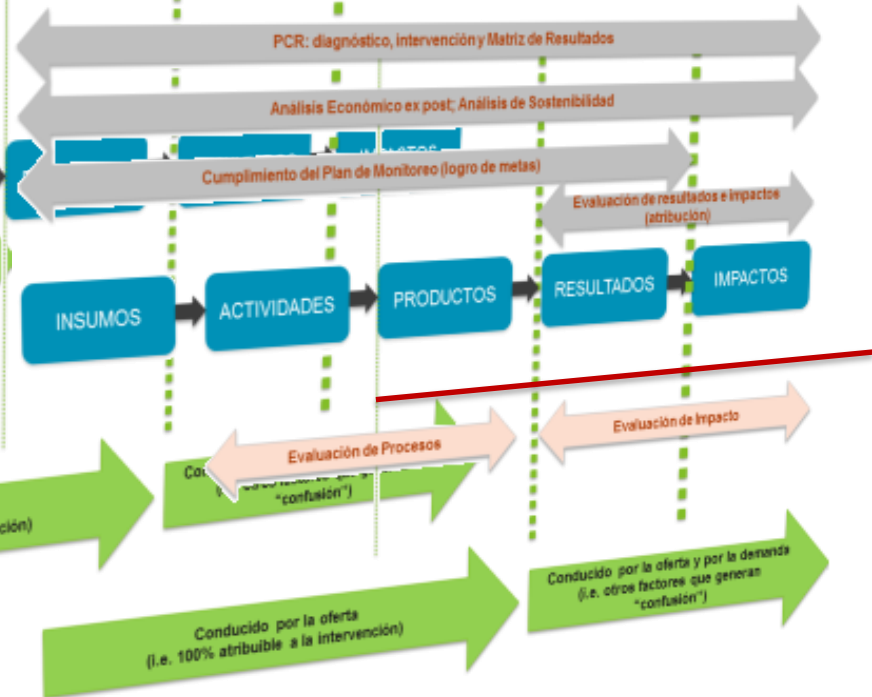 PCR: diagnóstico, intervención y Matriz de Resultados
Análisis Económico ex post; Análisis de Sostenibilidad
Cumplimiento del Plan de Monitoreo (logro de metas)
Evaluación de resultados e impactos
(atribución)
INSUMOS
ACTIVIDADES
PRODUCTOS
RESULTADOS
IMPACTOS
Evaluación de Procesos
Evaluación de Impacto
ción)
"confusión")
Conducido por la oferta
(i.e. 100% atribuible a la intervención)
Conducido por la oferta y por la demanda
(i.e. otros factores que generan
"confusión")